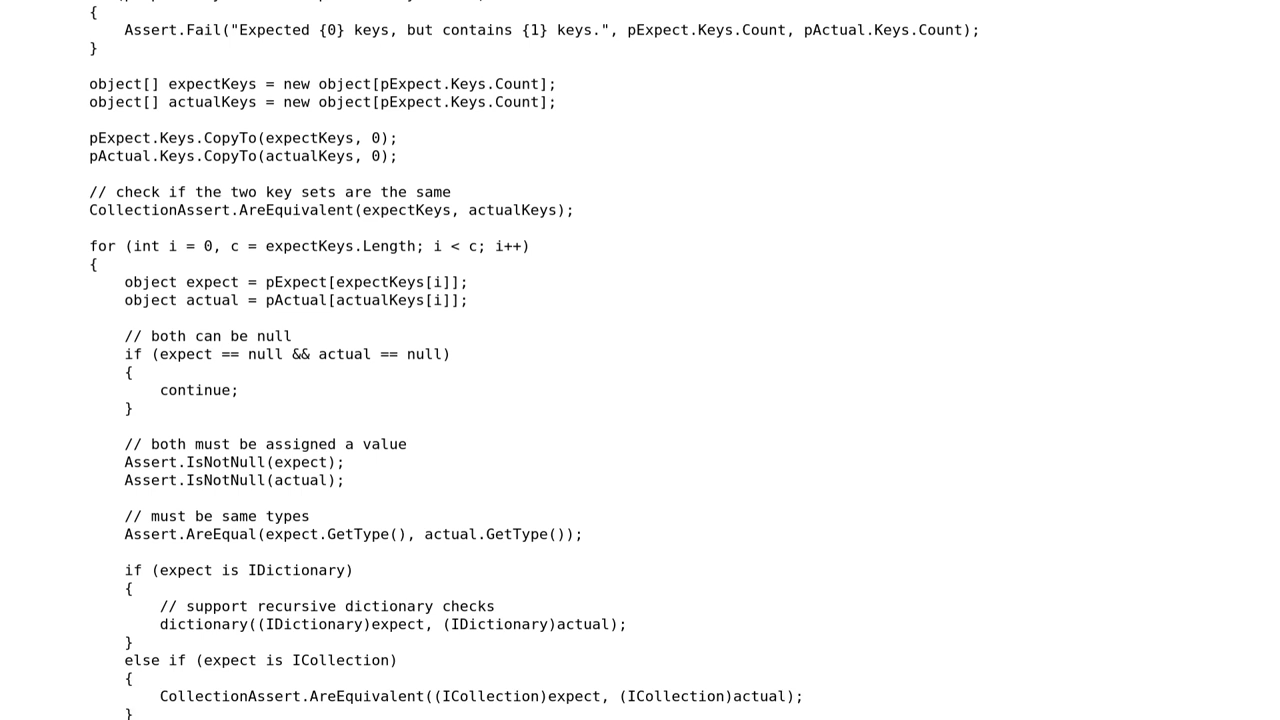 {
Assert.Fail("Expected {0} keys, but contains {1} keys.", pExpect.Keys.Count, pActual.Keys.Count);
}
object[] expectKeys = new object[pExpect.Keys.Count];
object[] actualKeys = new object[pExpect.Keys.Count];
pExpect.Keys.CopyTo(expectKeys, 0);
pActual.Keys.CopyTo(actualKeys, 0);
// check if the two key sets are the same
CollectionAssert.AreEquivalent(expectKeys, actualKeys);
for (int i = 0, c = expectKeys.Length; i < c; i++)
{
object expect = pExpect[expectKeys[i]];
object actual = pActual[actualKeys[i]];
// both can be null
if (expect == null && actual == null)
{
continue;
}
// both must be assigned a value
Assert.IsNotNull(expect);
Assert.IsNotNull(actual);
// must be same types
Assert.AreEqual(expect.GetType(), actual.GetType());
if (expect is IDictionary)
{
// support recursive dictionary checks
dictionary((IDictionary)expect, (IDictionary)actual);
}
else if (expect is ICollection)
{
CollectionAssert.AreEquivalent((ICollection)expect, (ICollection)actual);
}